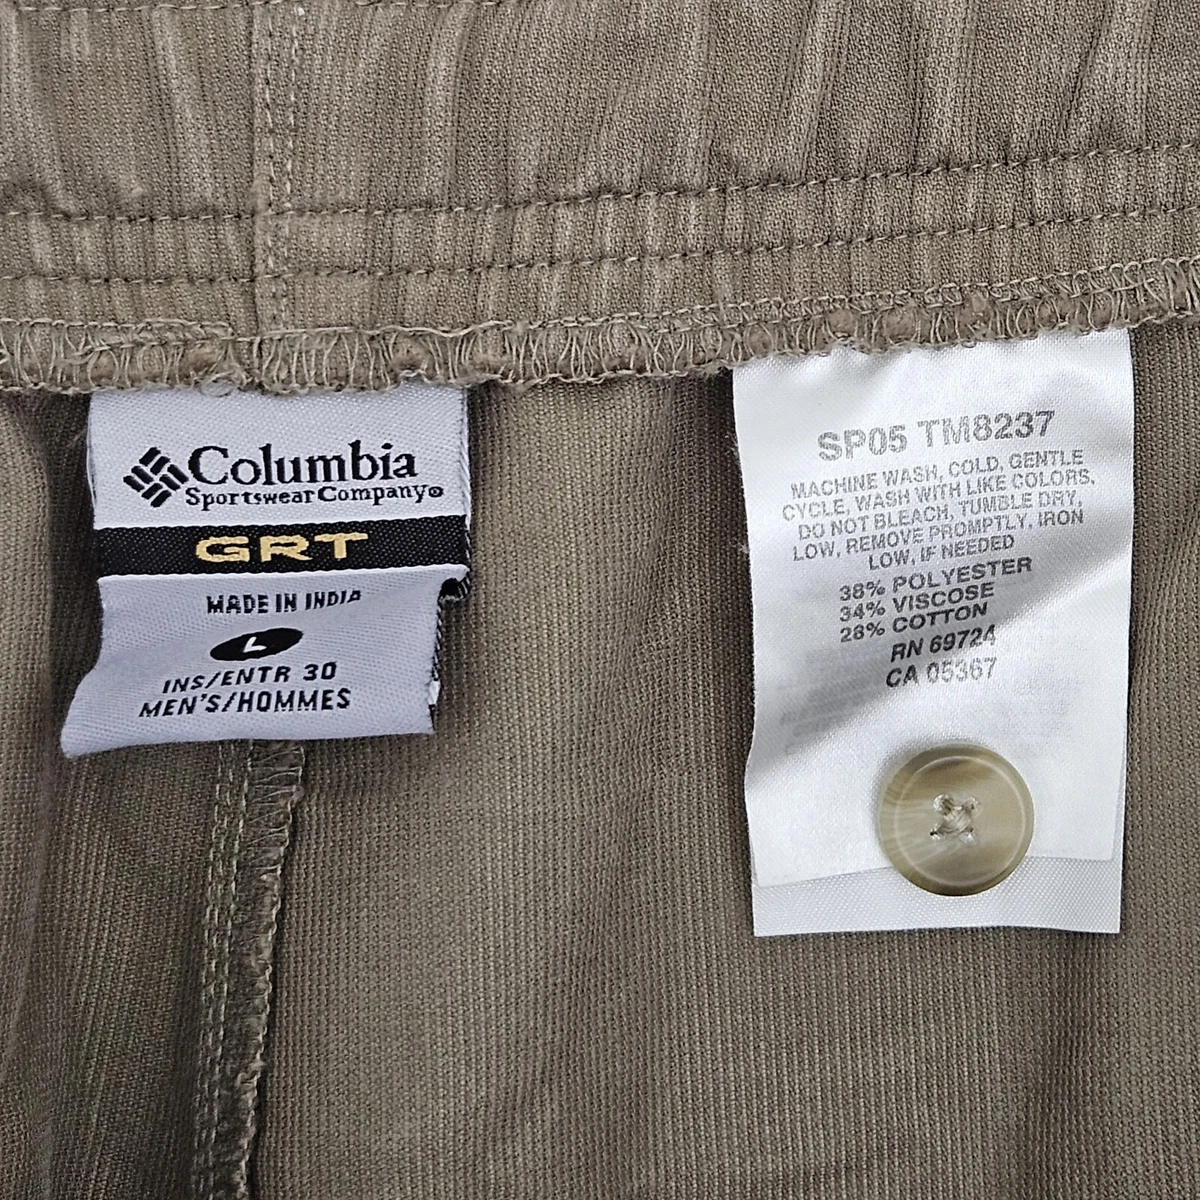 Columbia
Sportswear Company®
GRT
MADE IN INDIA
L
INS/ENTR 30
MEN'S/HOMMES
SP05 TM8237
MACHINE WASH, COLD, GENTLE
CYCLE, WASH WITH LIKE COLORS,
DO NOT BLEACH, TUMBLE DRY,
LOW, REMOVE PROMPTLY, IRON
LOW, IF NEEDED
38% POLYESTER
34% VISCOSE
28% COTTON
RN 69724
CA 05367